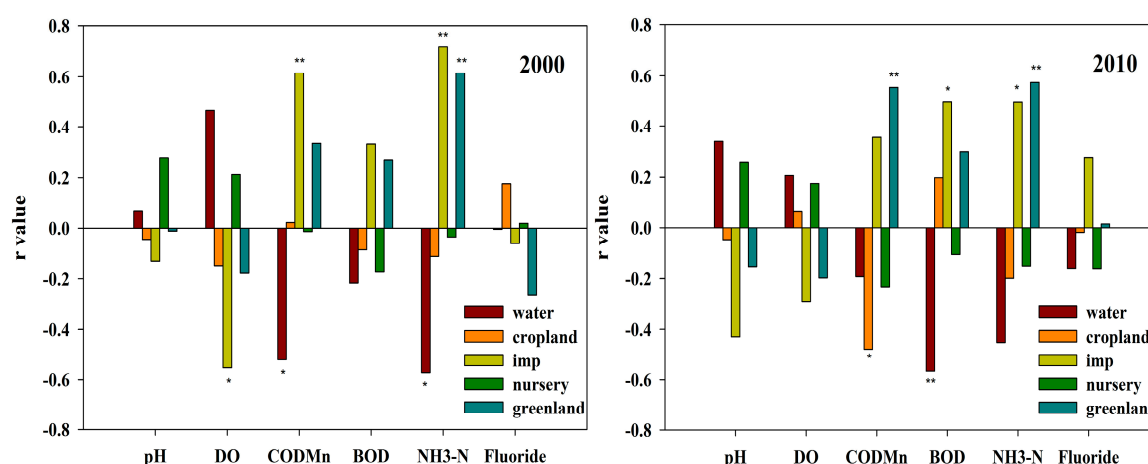 0.8
0.6
0.4
0.2
0.0
-0.2
-0.4
-0.6
-0.8
r value
2000
**
**
*
*
*
water
cropland
imp
nursery
greenland
pH DO CODMn BOD NH3-N Fluoride
0.8
0.6
0.4
0.2
0.0
-0.2
-0.4
-0.6
-0.8
r value
2010
**
*
*
**
*
**
water
cropland
imp
nursery
greenlan
pH DO CODMn BOD NH3-N Fluoride